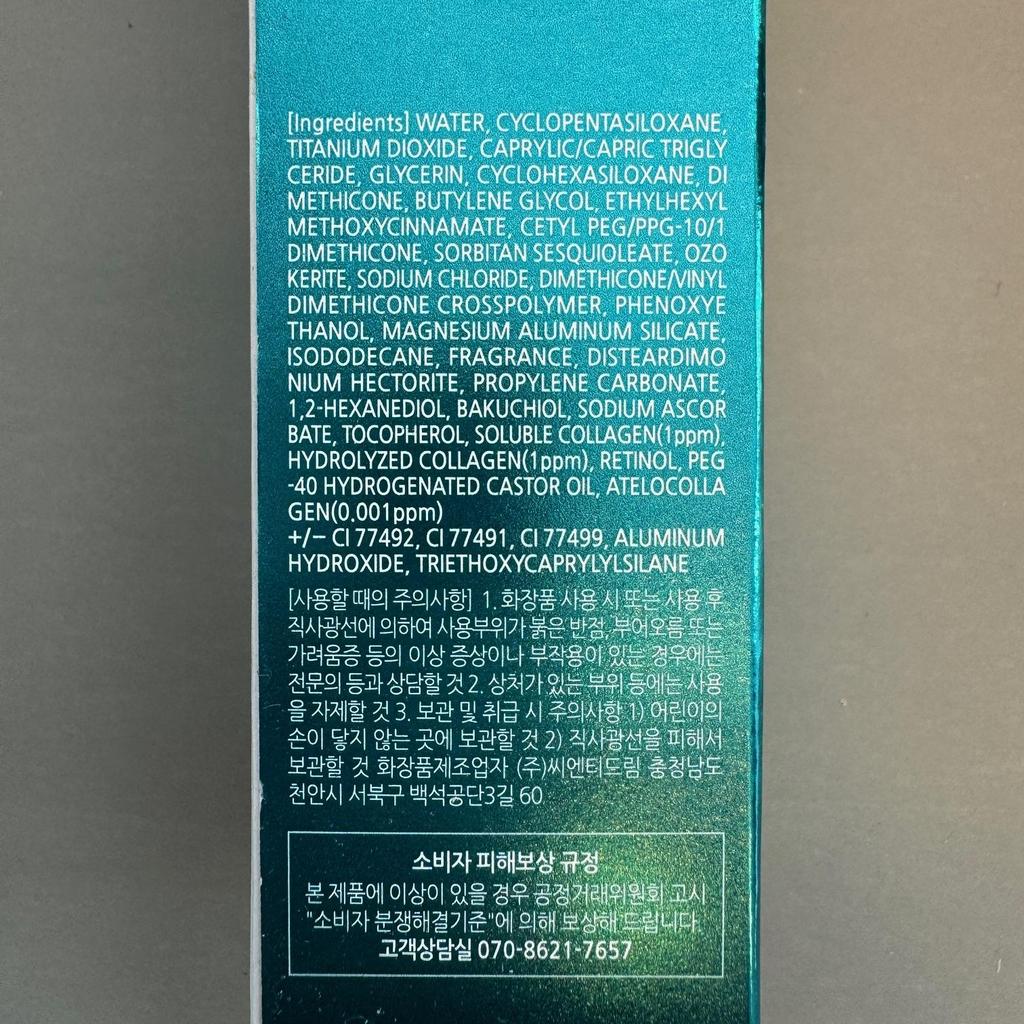 [Ingredients] WATER, CYCLOPENTASILOXANE,
TITANIUM DIOXIDE, CAPRYLIC/CAPRIC TRIGLY
CERIDE, GLYCERIN, CYCLOHEXASILOXANE, DI
METHICONE, BUTYLENE GLYCOL, ETHYLHEXYL
METHOXYCINNAMATE, CETYL PEG/PPG-10/1
DIMETHICONE, SORBITAN SESQUIOLEATE, OZO
KERITE, SODIUM CHLORIDE, DIMETHICONE/VINYL
DIMETHICONE CROSSPOLYMER, PHENOXYE
THANOL, MAGNESIUM ALUMINUM SILICATE,
ISODODECANE, FRAGRANCE, DISTEARDIMO
NIUM HECTORITE, PROPYLENE CARBONATE,
1,2-HEXANEDIOL, BAKUCHIOL, SODIUM ASCOR
BATE, TOCOPHEROL, SOLUBLE COLLAGEN(1ppm),
HYDROLYZED COLLAGEN(1ppm), RETINOL, PEG
-40 HYDROGENATED CASTOR OIL, ATELOCOLLA
GEN(0.001ppm)
+/− CI 77492, CI 77491, CI 77499, ALUMINUM
HYDROXIDE, TRIETHOXYCAPRYLYLSILANE
[사용할 때의 주의사항] 1. 화장품 사용 시 또는 사용 후
직사광선에 의하여 사용부위가 붉은 반점, 부어오름 또는
가려움증 등의 이상 증상이나 부작용이 있는 경우에는
전문의 등과 상담할 것 2. 상처가 있는 부위 등에는 사용
을 자제할 것 3. 보관 및 취급 시 주의사항 1) 어린이의
손이 닿지 않는 곳에 보관할 것 2) 직사광선을 피해서
보관할 것 화장품제조업자 (주)씨엔티드림 충청남도
천안시 서북구 백석공단3길 60
소비자 피해보상 규정
본 제품에 이상이 있을 경우 공정거래위원회 고시
"소비자 분쟁해결기준"에 의해 보상해 드립니다.
고객상담실 070-8621-7657